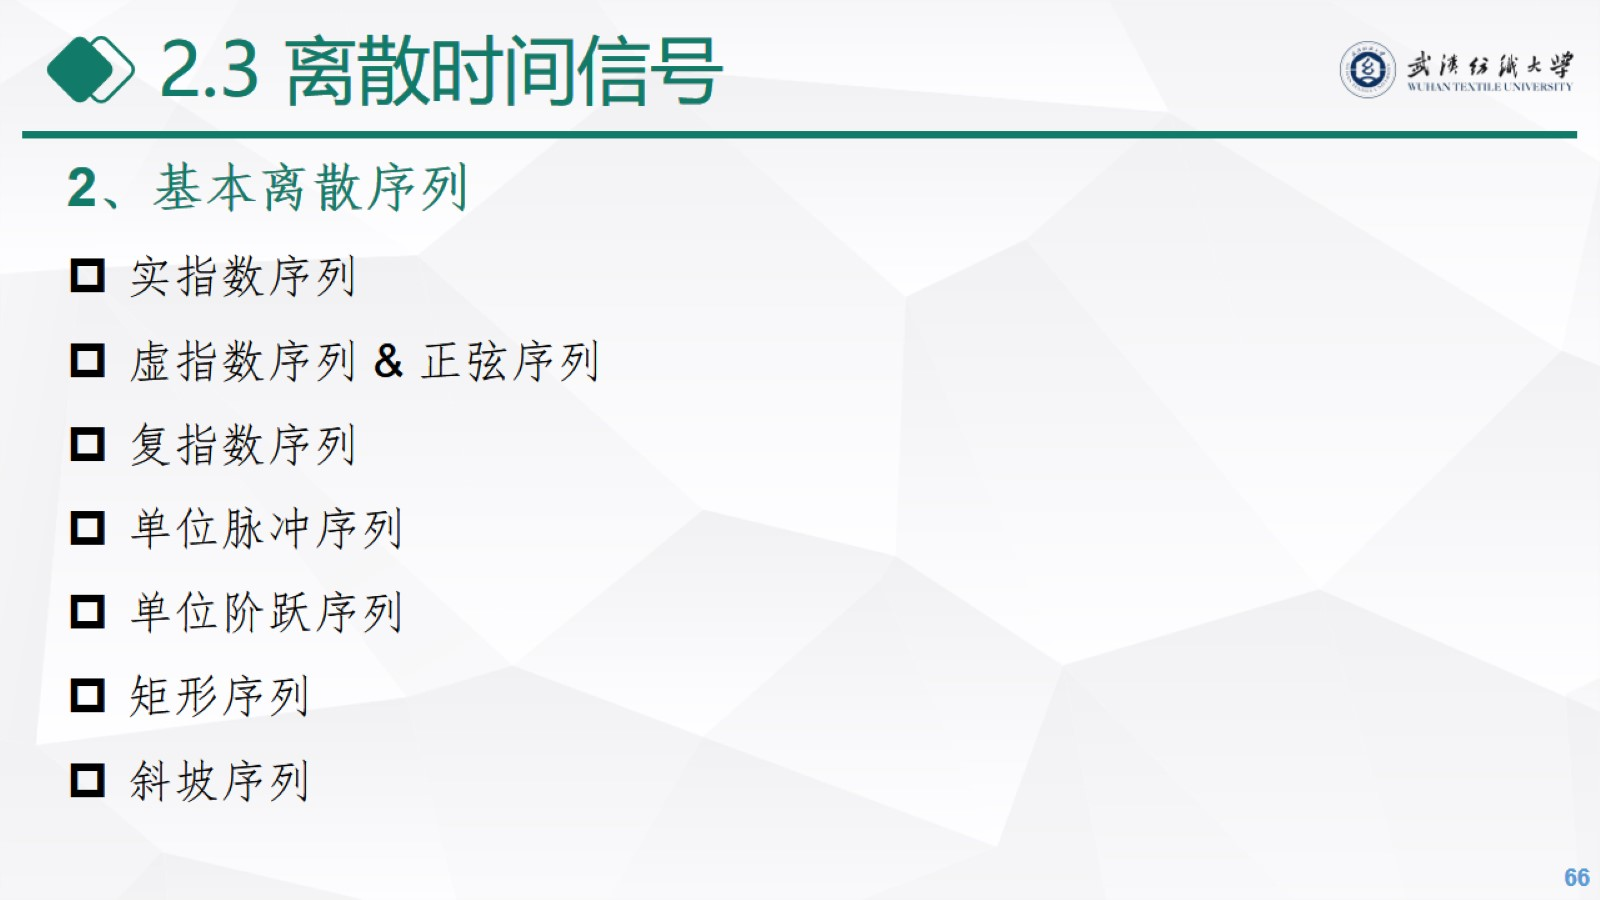 2.3 离散时间信号
武汉纺织大学
WUHAN TEXTILE UNIVERSITY
2、基本离散序列
实指数序列
虚指数序列 & 正弦序列
复指数序列
单位脉冲序列
单位阶跃序列
矩形序列
斜坡序列
66